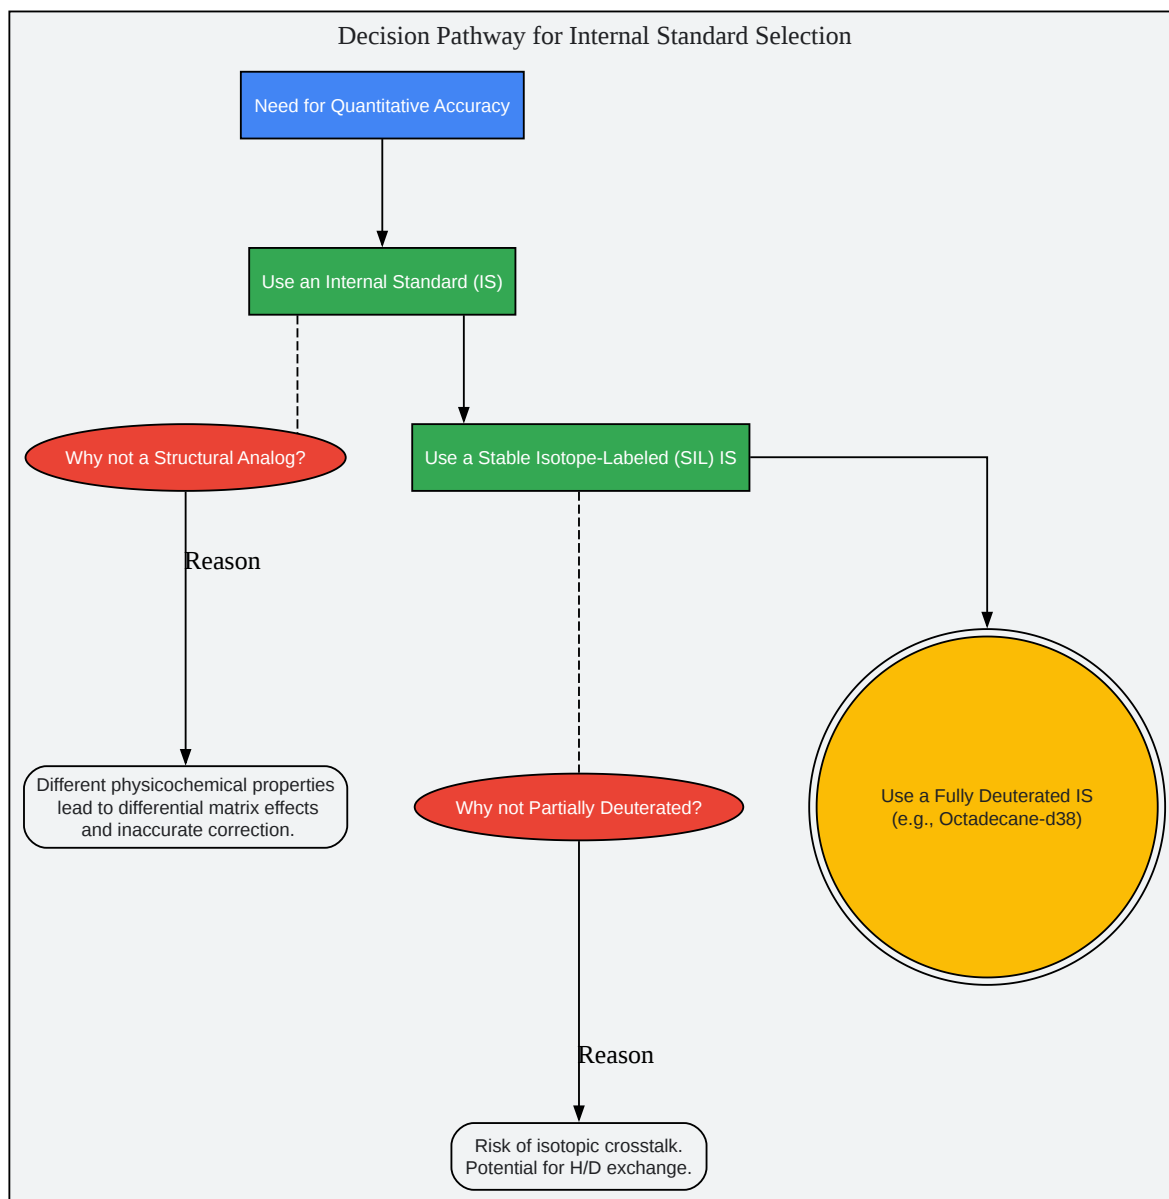 Decision Pathway for Internal Standard Selection
Need for Quantitative Accuracy
Use an Internal Standard (IS)
Why not a Structural Analog?
Use a Stable Isotope-Labeled (SIL) IS
Reason
Different physicochemical properties
lead to differential matrix effects
and inaccurate correction.
Why not Partially Deuterated?
Use a Fully Deuterated IS
(e.g., Octadecane-d38)
Reason
Risk of isotopic crosstalk.
Potential for H/D exchange.